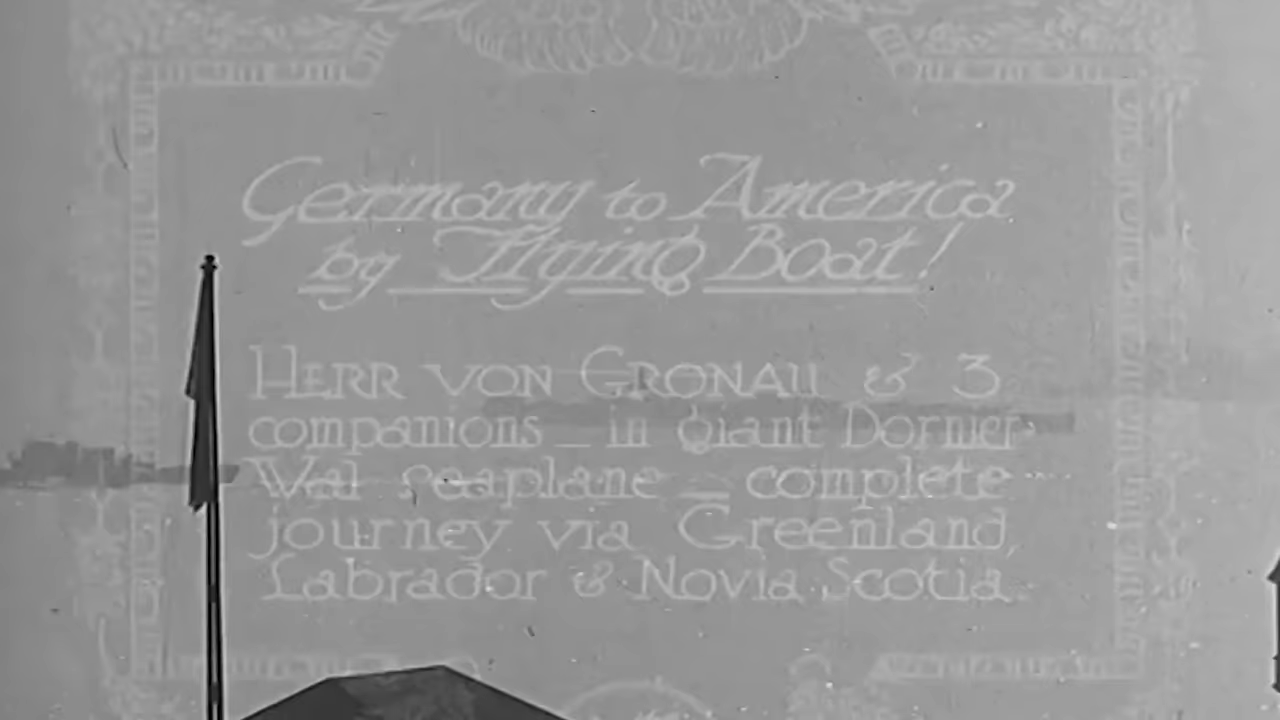 Germany to America
by Flying Boat!
HERR VON GRONAU & 3
companions _ in giant Dornier
Wal seaplane _ complete
journey via Greenland,
Labrador & Novia Scotia.